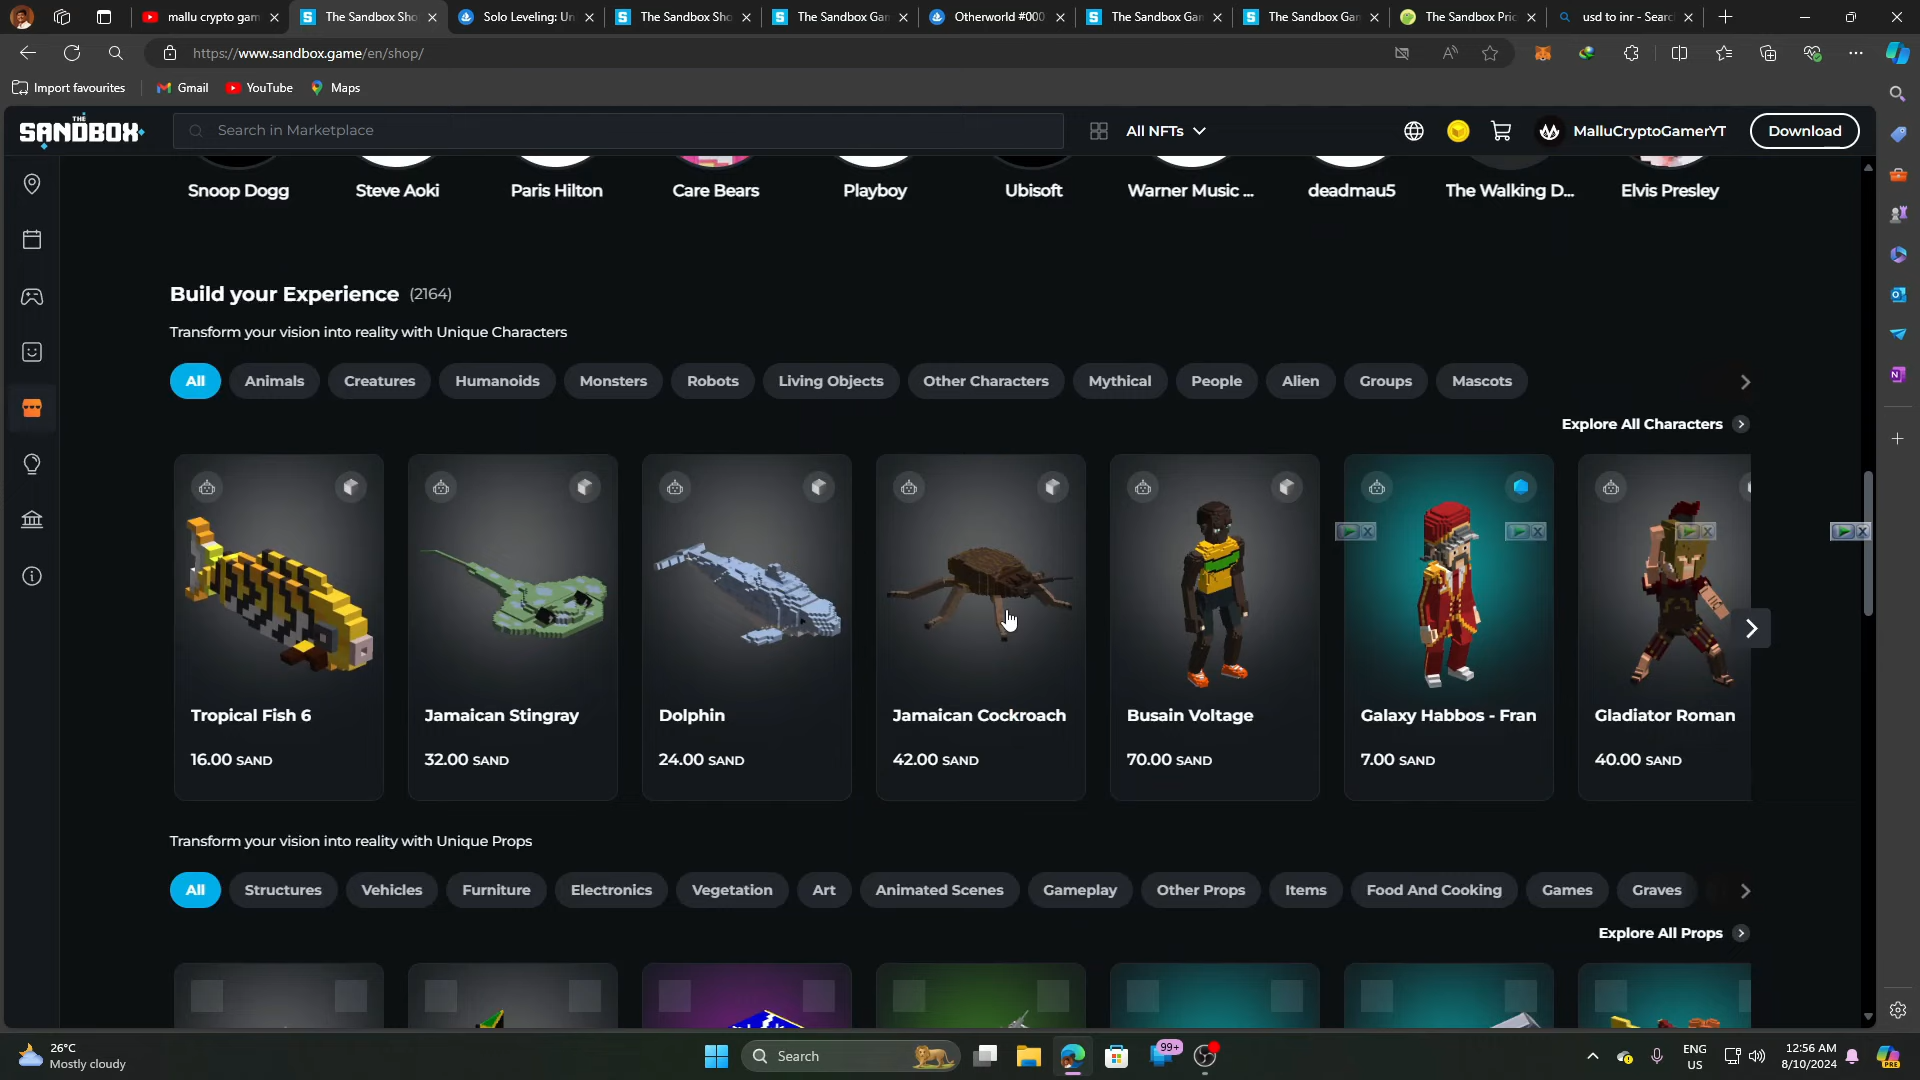 mallu crypto gam
The Sandbox Sho
Solo Leveling: Un
The Sandbox Sho
The Sandbox Gam
Otherworld #000
The Sandbox Gam
The Sandbox Gam
The Sandbox Pric
usd to inr - Searc
https://www.sandbox.game/en/shop/
Import favourites
Gmail
YouTube
Maps
THE SANDBOX
Search in Marketplace
All NFTs
MalluCryptoGamerYT
Download
Snoop Dogg
Steve Aoki
Paris Hilton
Care Bears
Playboy
Ubisoft
Warner Music ...
deadmau5
The Walking D...
Elvis Presley
Build your Experience (2164)
Transform your vision into reality with Unique Characters
All
Animals
Creatures
Humanoids
Monsters
Robots
Living Objects
Other Characters
Mythical
People
Alien
Groups
Mascots
Explore All Characters
Tropical Fish 6
Jamaican Stingray
Dolphin
Jamaican Cockroach
Busain Voltage
Galaxy Habbos - Fran
Gladiator Roman
16.00 SAND
32.00 SAND
24.00 SAND
42.00 SAND
70.00 SAND
7.00 SAND
40.00 SAND
Transform your vision into reality with Unique Props
All
Structures
Vehicles
Furniture
Electronics
Vegetation
Art
Animated Scenes
Gameplay
Other Props
Items
Food And Cooking
Games
Graves
Explore All Props
26°C
Mostly cloudy
Search
99+
ENG
US
12:56 AM
8/10/2024
PRE